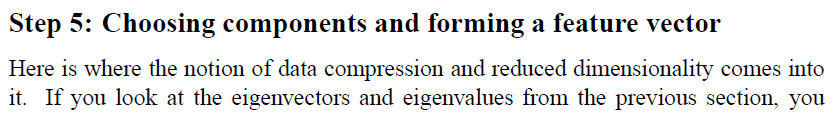 Step 5: Choosing components and forming a feature vector
Here is where the notion of data compression and reduced dimensionality comes into
it. If you look at the eigenvectors and eigenvalues from the previous section, you